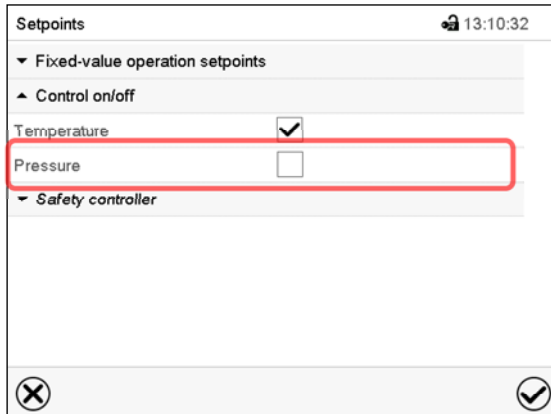 Setpoints 13:10:32
Fixed-value operation setpoints
Control on/off
Temperature
Pressure
Safety controller